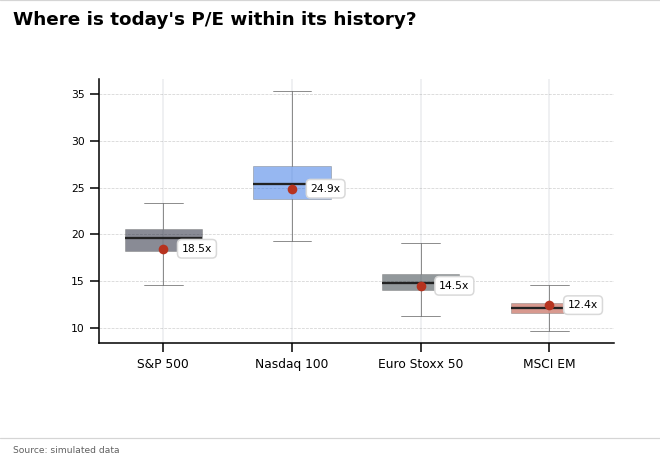 Where is today's P/E within its history?
35
30
25
20
15
10
24.9x
18.5x
14.5x
12.4x
S&P 500
Nasdaq 100
Euro Stoxx 50
MSCI EM
Source: simulated data